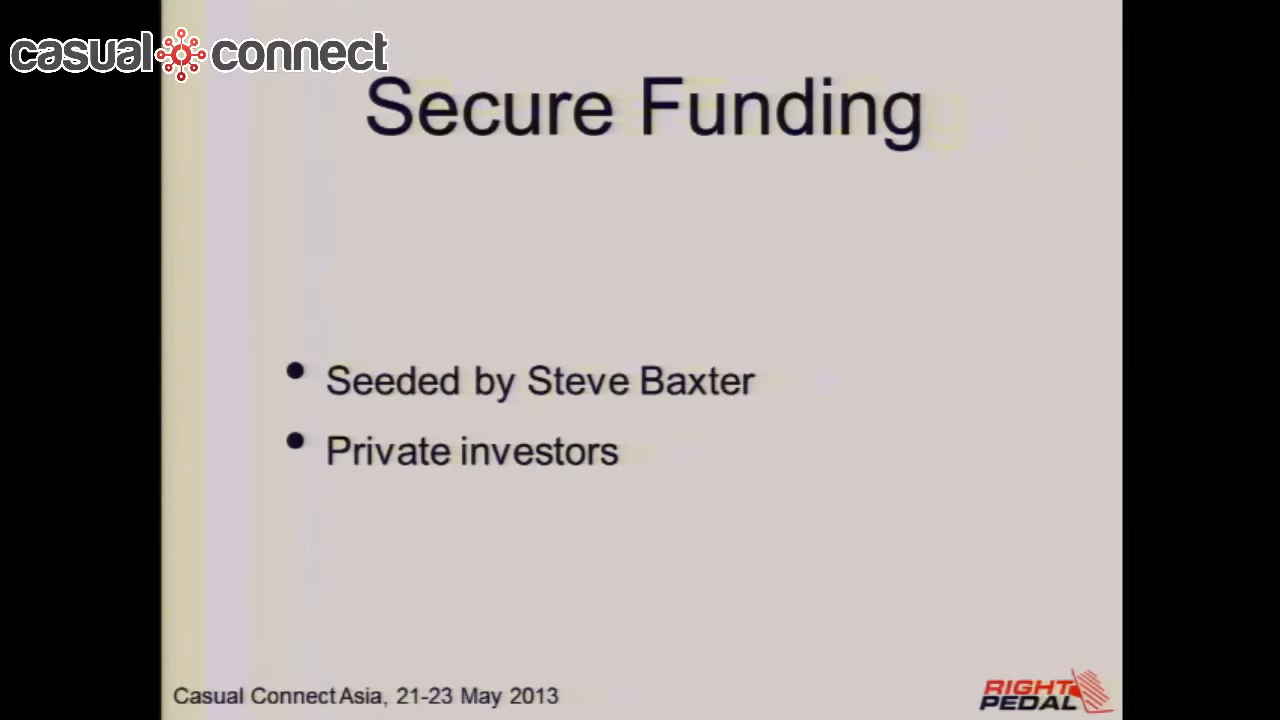 casual connect
Secure Funding
• Seeded by Steve Baxter
• Private investors
Casual Connect Asia, 21-23 May 2013
RIGHT
PEDAL